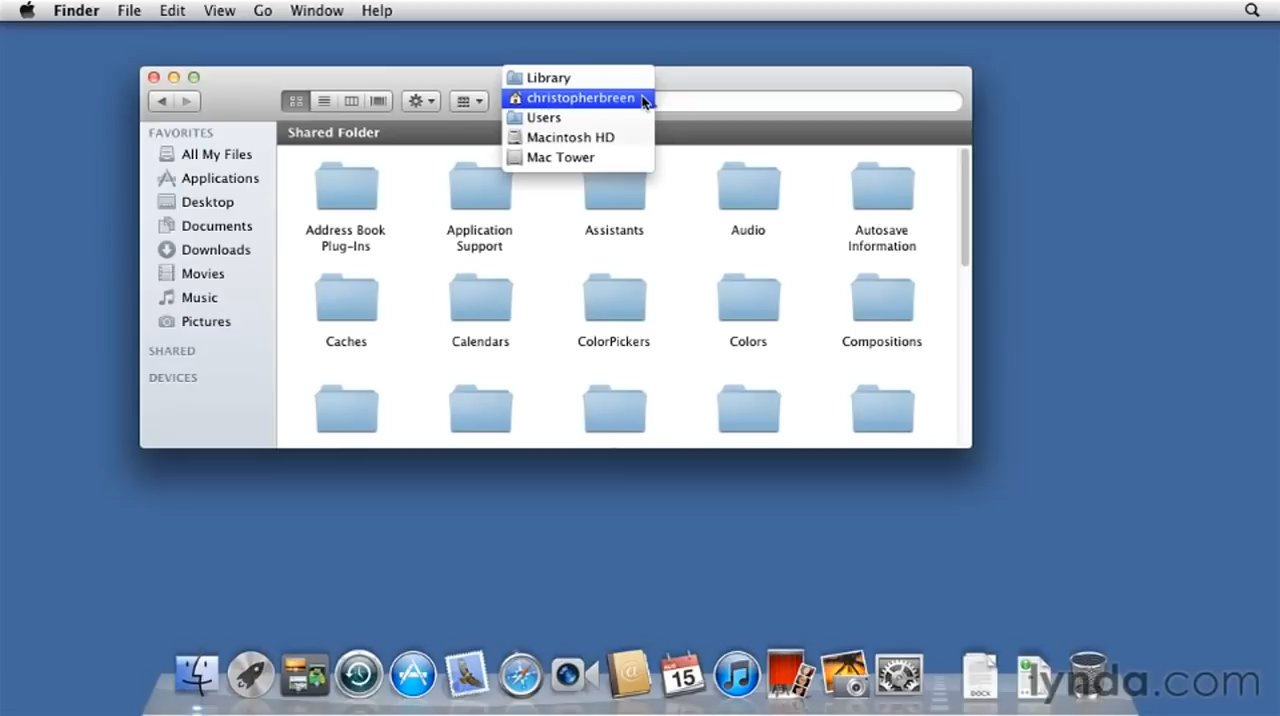 Finder File Edit View Go Window Help
Library
christopherbreen
Users
Macintosh HD
Mac Tower
FAVORITES
All My Files
Applications
Desktop
Documents
Downloads
Movies
Music
Pictures
SHARED
DEVICES
Shared Folder
Address Book
Plug-Ins
Application
Support
Assistants
Audio
Autosave
Information
Caches
Calendars
ColorPickers
Colors
Compositions
AUG
15
DOCX
lynda.com